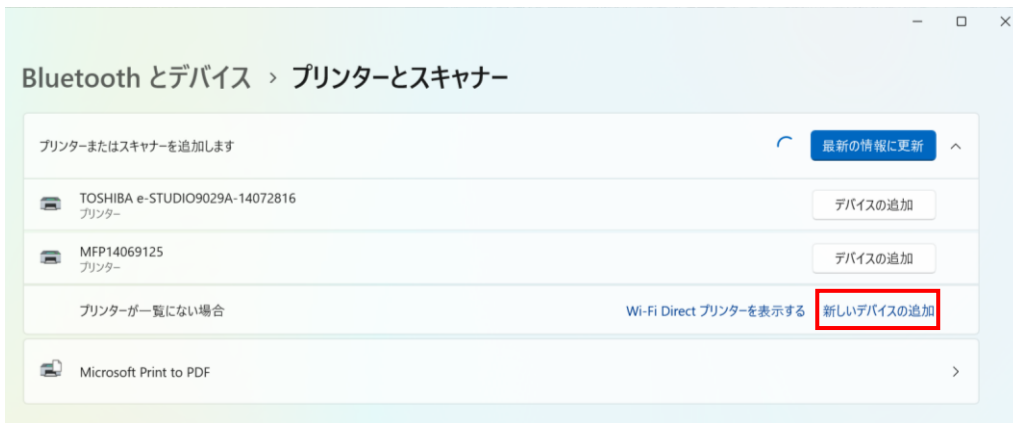 Bluetooth とデバイス › プリンターとスキャナー
プリンターまたはスキャナーを追加します
最新の情報に更新
TOSHIBA e-STUDIO9029A-14072816
プリンター
デバイスの追加
MFP14069125
プリンター
デバイスの追加
プリンターが一覧にない場合
Wi-Fi Direct プリンターを表示する
新しいデバイスの追加
Microsoft Print to PDF